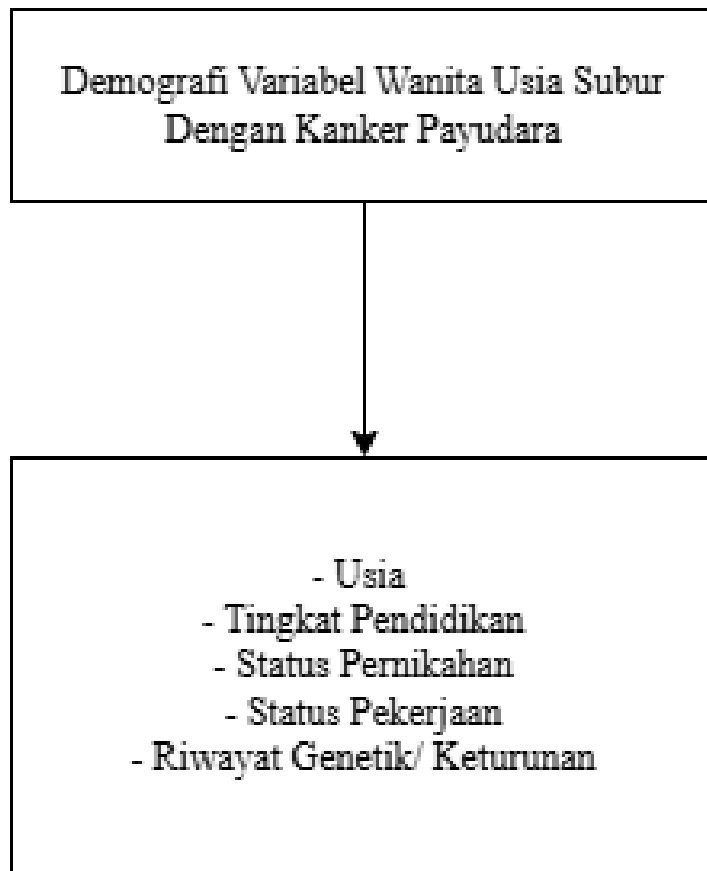 Demografi Variabel Wanita Usia Subur
Dengan Kanker Payudara
- Usia
- Tingkat Pendidikan
- Status Pernikahan
- Status Pekerjaan
- Riwayat Genetik/ Keturunan